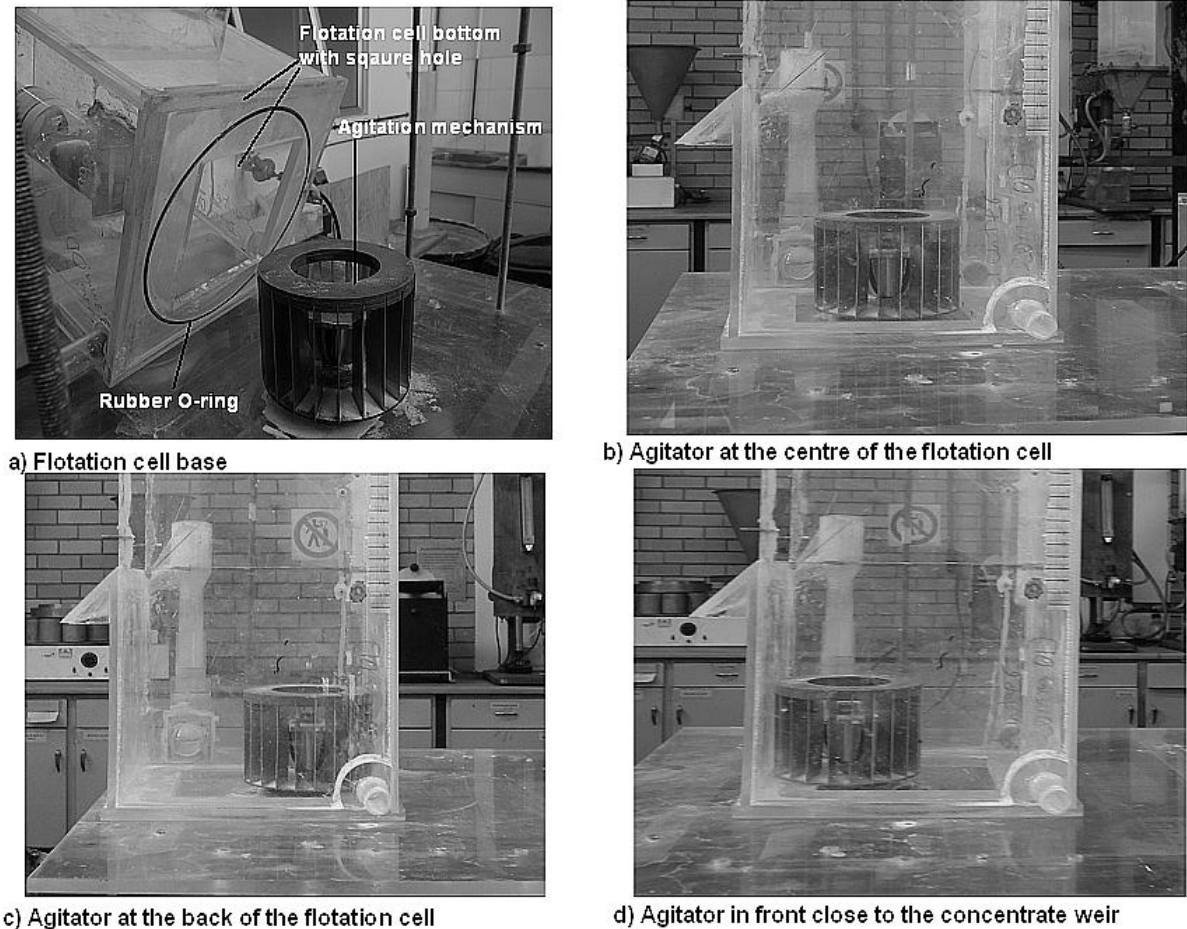 Flotation cell bottom
with sqaure hole
Agitation mechanism
Rubber O-ring
a) Flotation cell base
b) Agitator at the centre of the flotation cell
c) Agitator at the back of the flotation cell
d) Agitator in front close to the concentrate weir